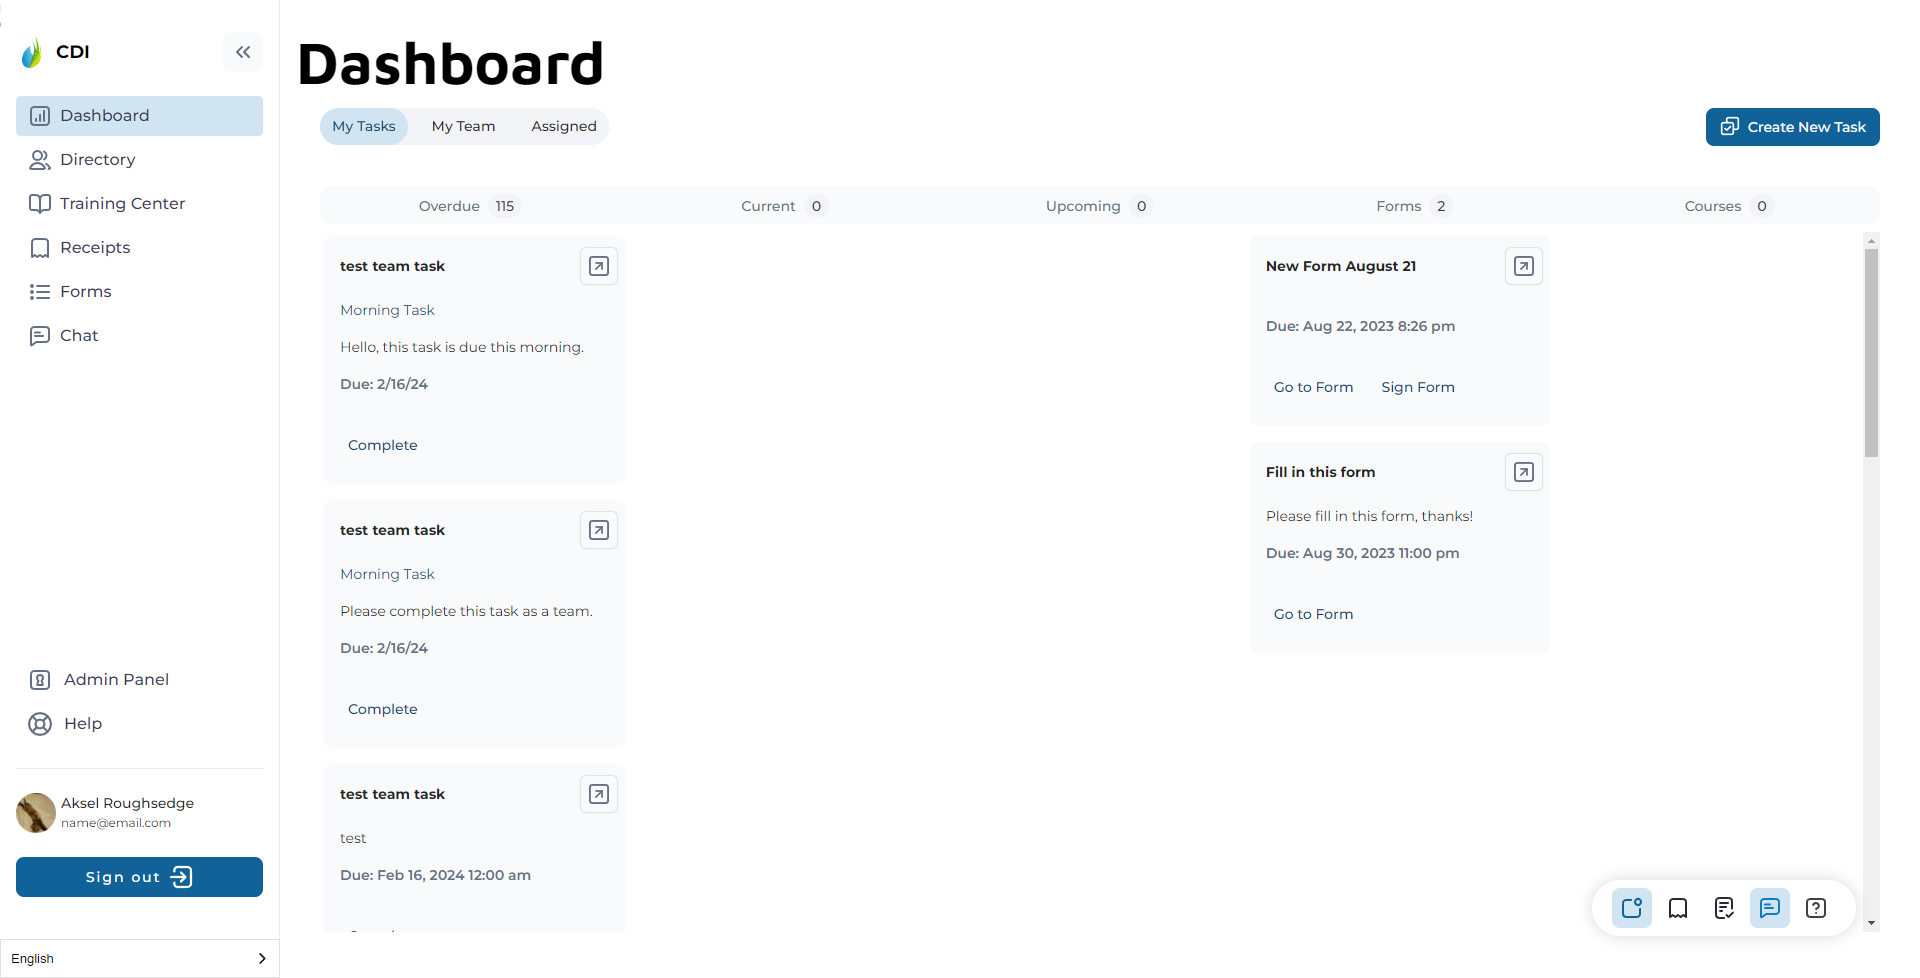 CDI
Dashboard
Directory
Training Center
Receipts
Forms
Chat
Admin Panel
Help
Aksel Roughsedge
name@email.com
Sign out
English
Dashboard
My Tasks My Team Assigned
Create New Task
Overdue 115 Current 0 Upcoming 0 Forms 2 Courses 0
test team task
Morning Task
Hello, this task is due this morning.
Due: 2/16/24
Complete
test team task
Morning Task
Please complete this task as a team.
Due: 2/16/24
Complete
test team task
test
Due: Feb 16, 2024 12:00 am
New Form August 21
Due: Aug 22, 2023 8:26 pm
Go to Form Sign Form
Fill in this form
Please fill in this form, thanks!
Due: Aug 30, 2023 11:00 pm
Go to Form